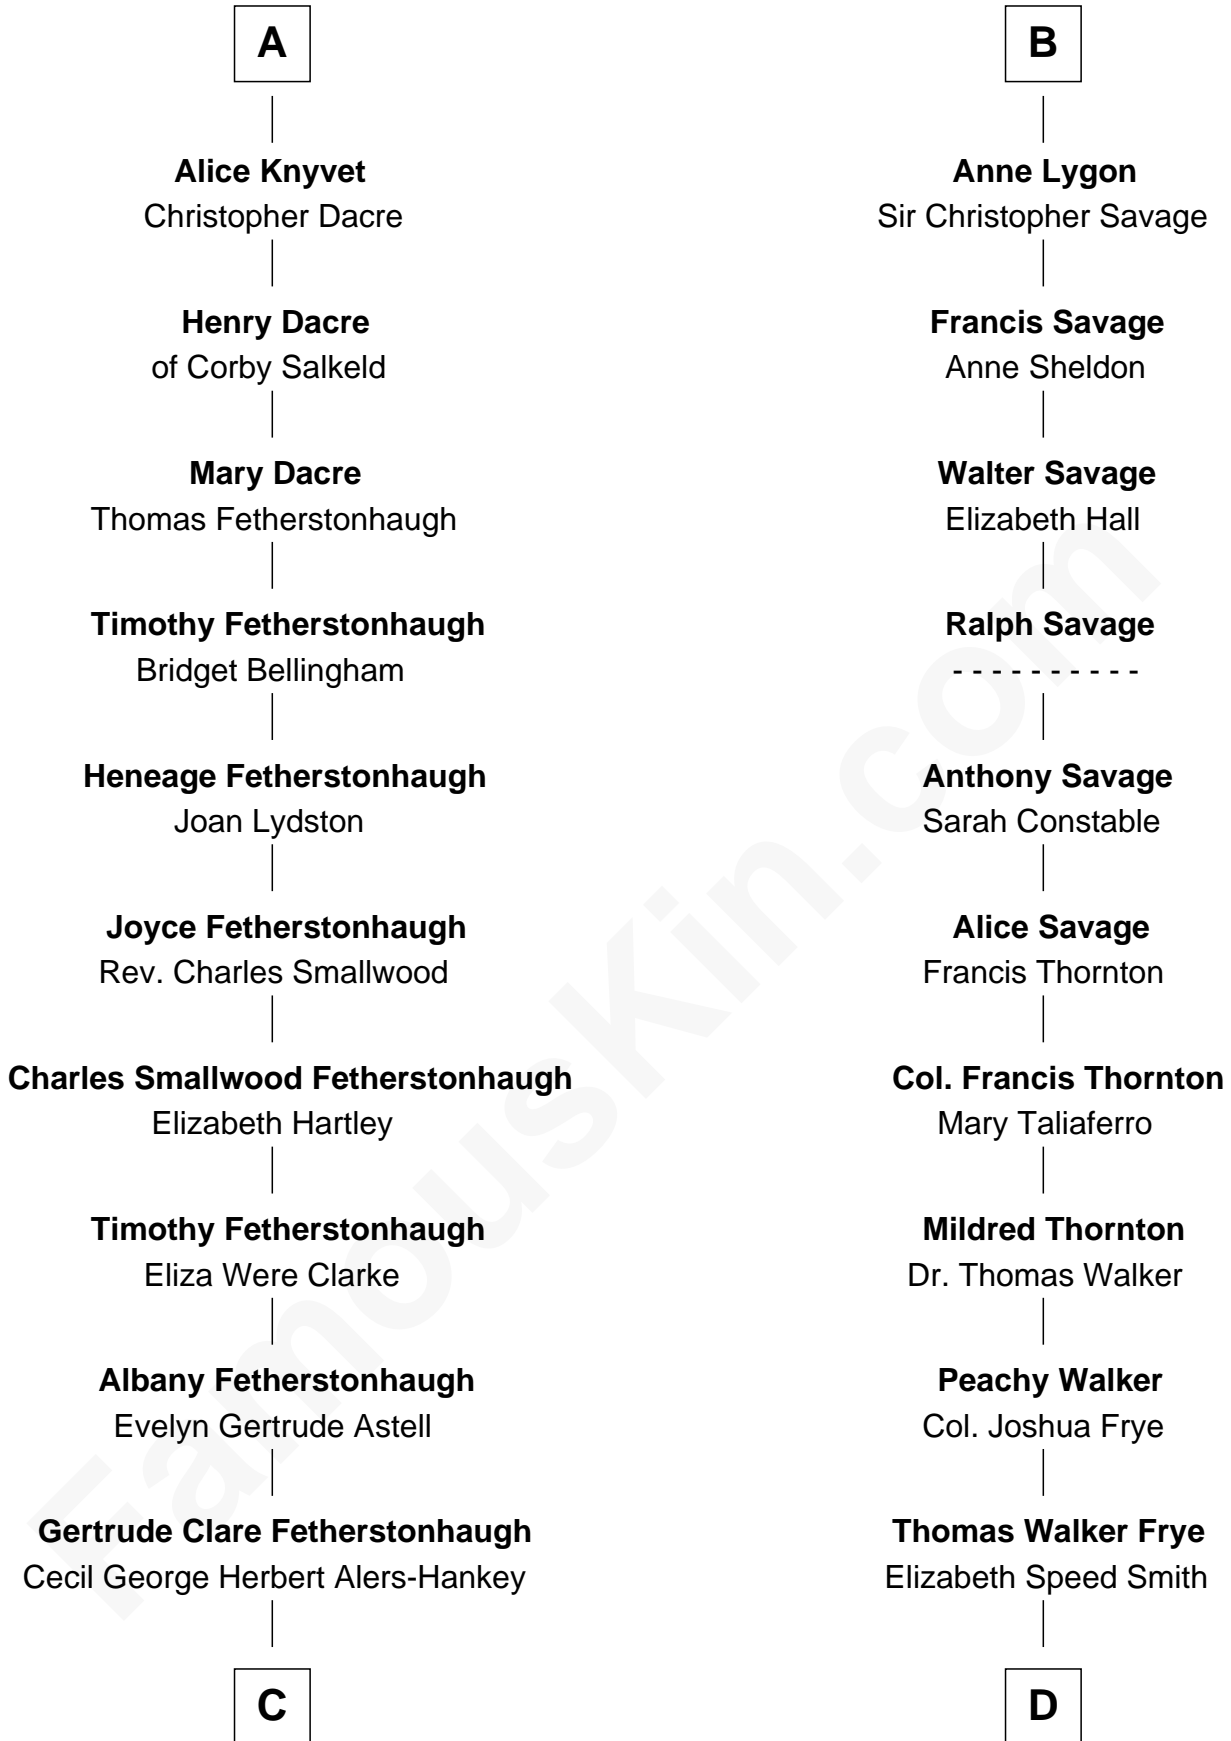 A
Alice Knyvet
Christopher Dacre
Henry Dacre
of Corby Salkeld
Mary Dacre
Thomas Fetherstonhaugh
Timothy Fetherstonhaugh
Bridget Bellingham
Heneage Fetherstonhaugh
Joan Lydston
Joyce Fetherstonhaugh
Rev. Charles Smallwood
Charles Smallwood Fetherstonhaugh
Elizabeth Hartley
Timothy Fetherstonhaugh
Eliza Were Clarke
Albany Fetherstonhaugh
Evelyn Gertrude Astell
Gertrude Clare Fetherstonhaugh
Cecil George Herbert Alers-Hankey
C
B
Anne Lygon
Sir Christopher Savage
Francis Savage
Anne Sheldon
Walter Savage
Elizabeth Hall
Ralph Savage
- - - - - - - - - -
Anthony Savage
Sarah Constable
Alice Savage
Francis Thornton
Col. Francis Thornton
Mary Taliaferro
Mildred Thornton
Dr. Thomas Walker
Peachy Walker
Col. Joshua Frye
Thomas Walker Frye
Elizabeth Speed Smith
D
FamousKin.com